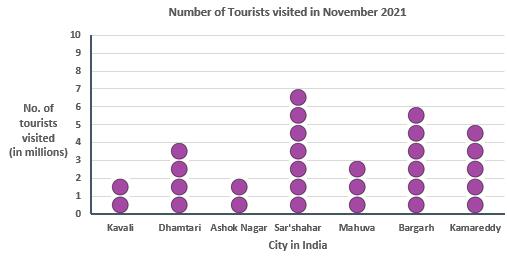 Number of Tourists visited in November 2021
10
9
8
7
6
5
4
3
2
1
0
No. of
tourists
visited
(in millions)
Kavali Dhamtari Ashok Nagar Sar'shahar Mahuva Bargarh Kamareddy
City in India